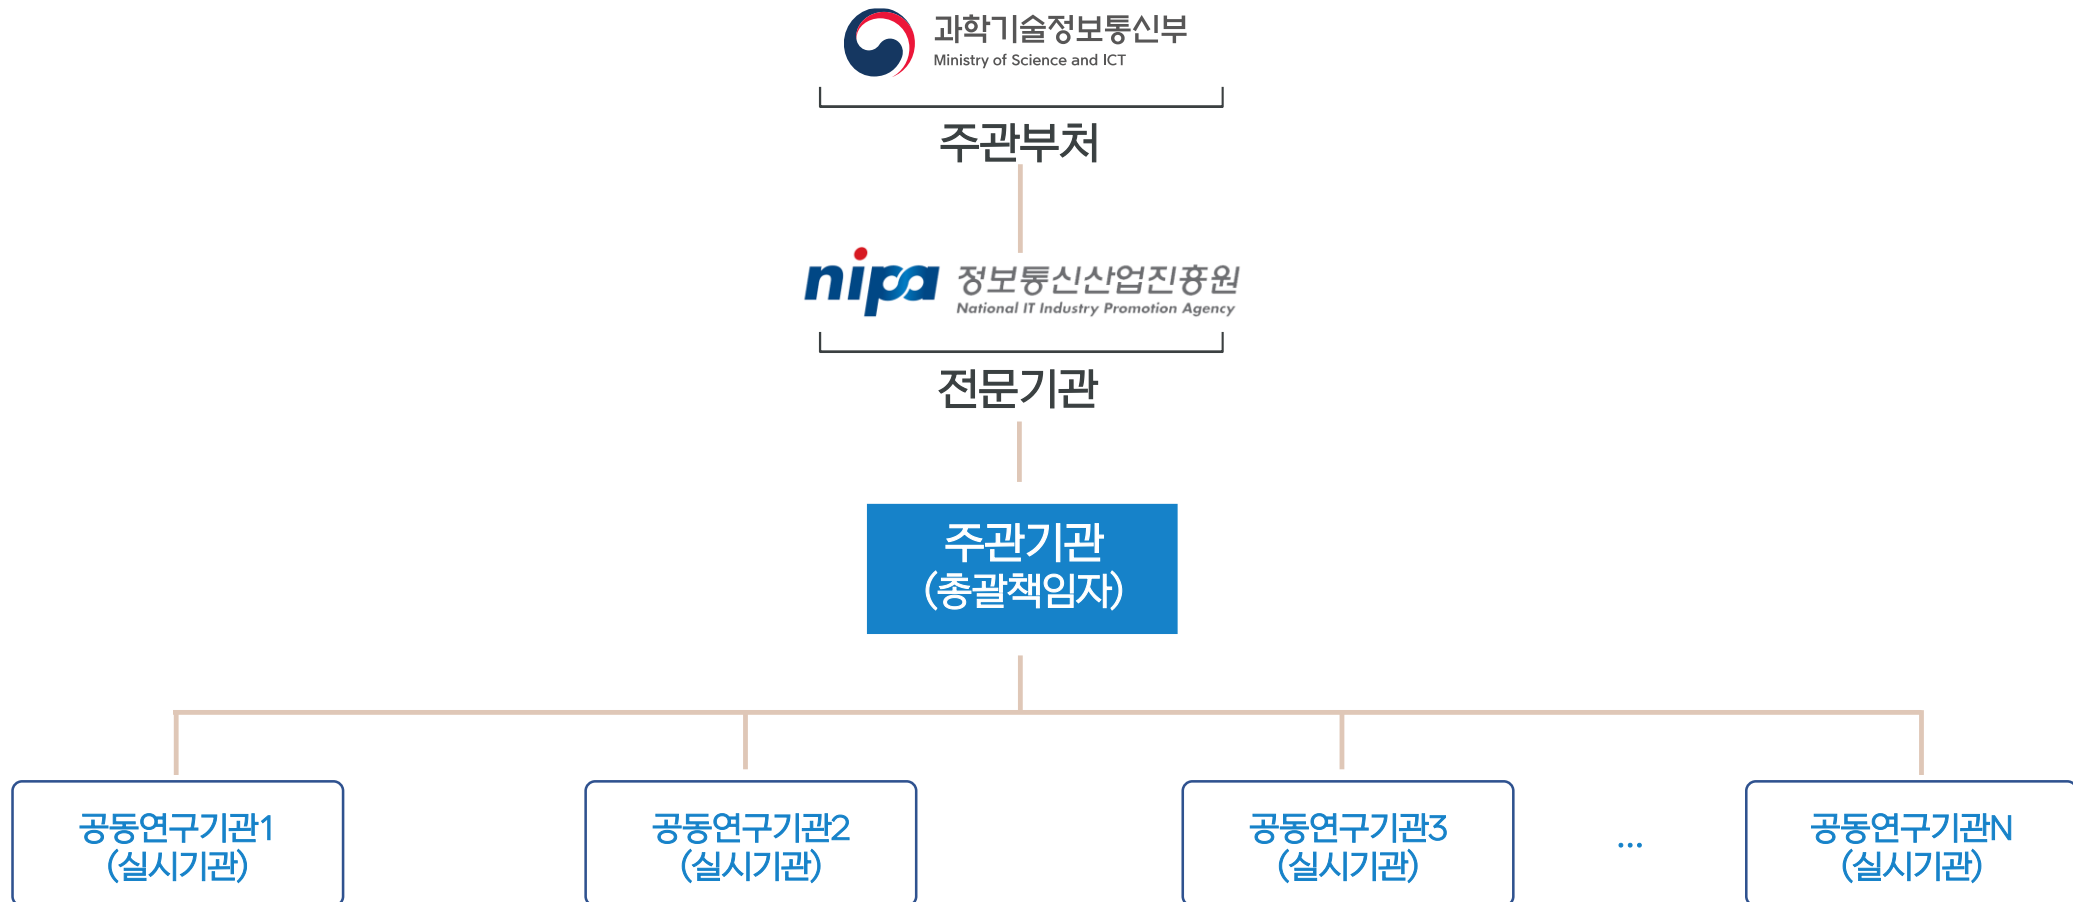 과학기술정보통신부
Ministry of Science and ICT
주관부처
nipa 정보통신산업진흥원
National IT Industry Promotion Agency
전문기관
주관기관
(총괄책임자)
공동연구기관1
(실시기관)
공동연구기관2
(실시기관)
공동연구기관3
(실시기관)
...
공동연구기관N
(실시기관)